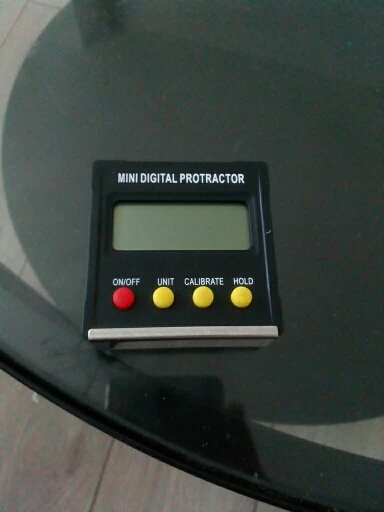 MINI DIGITAL PROTRACTOR
ON/OFF UNIT CALIBRATE HOLD